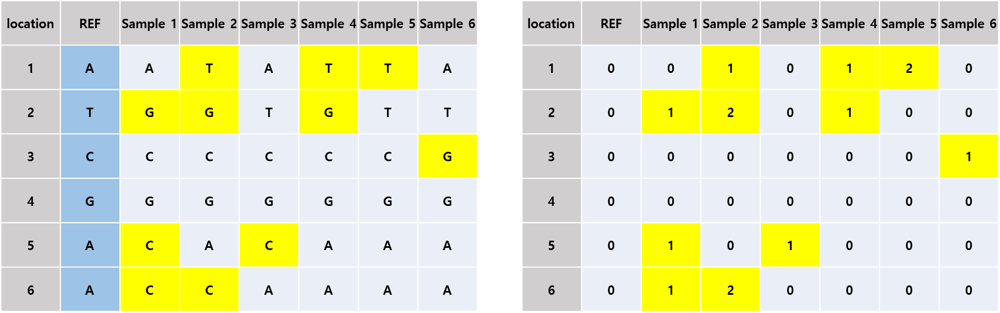 location REF Sample 1 Sample 2 Sample 3 Sample 4 Sample 5 Sample 6
1 A A T A T T A
2 T G G T G T T
3 C C C C C C G
4 G G G G G G G
5 A C A C A A A
6 A C C A A A A
location REF Sample 1 Sample 2 Sample 3 Sample 4 Sample 5 Sample 6
1 0 0 1 0 1 2 0
2 0 1 2 0 1 0 0
3 0 0 0 0 0 0 1
4 0 0 0 0 0 0 0
5 0 1 0 1 0 0 0
6 0 1 2 0 0 0 0